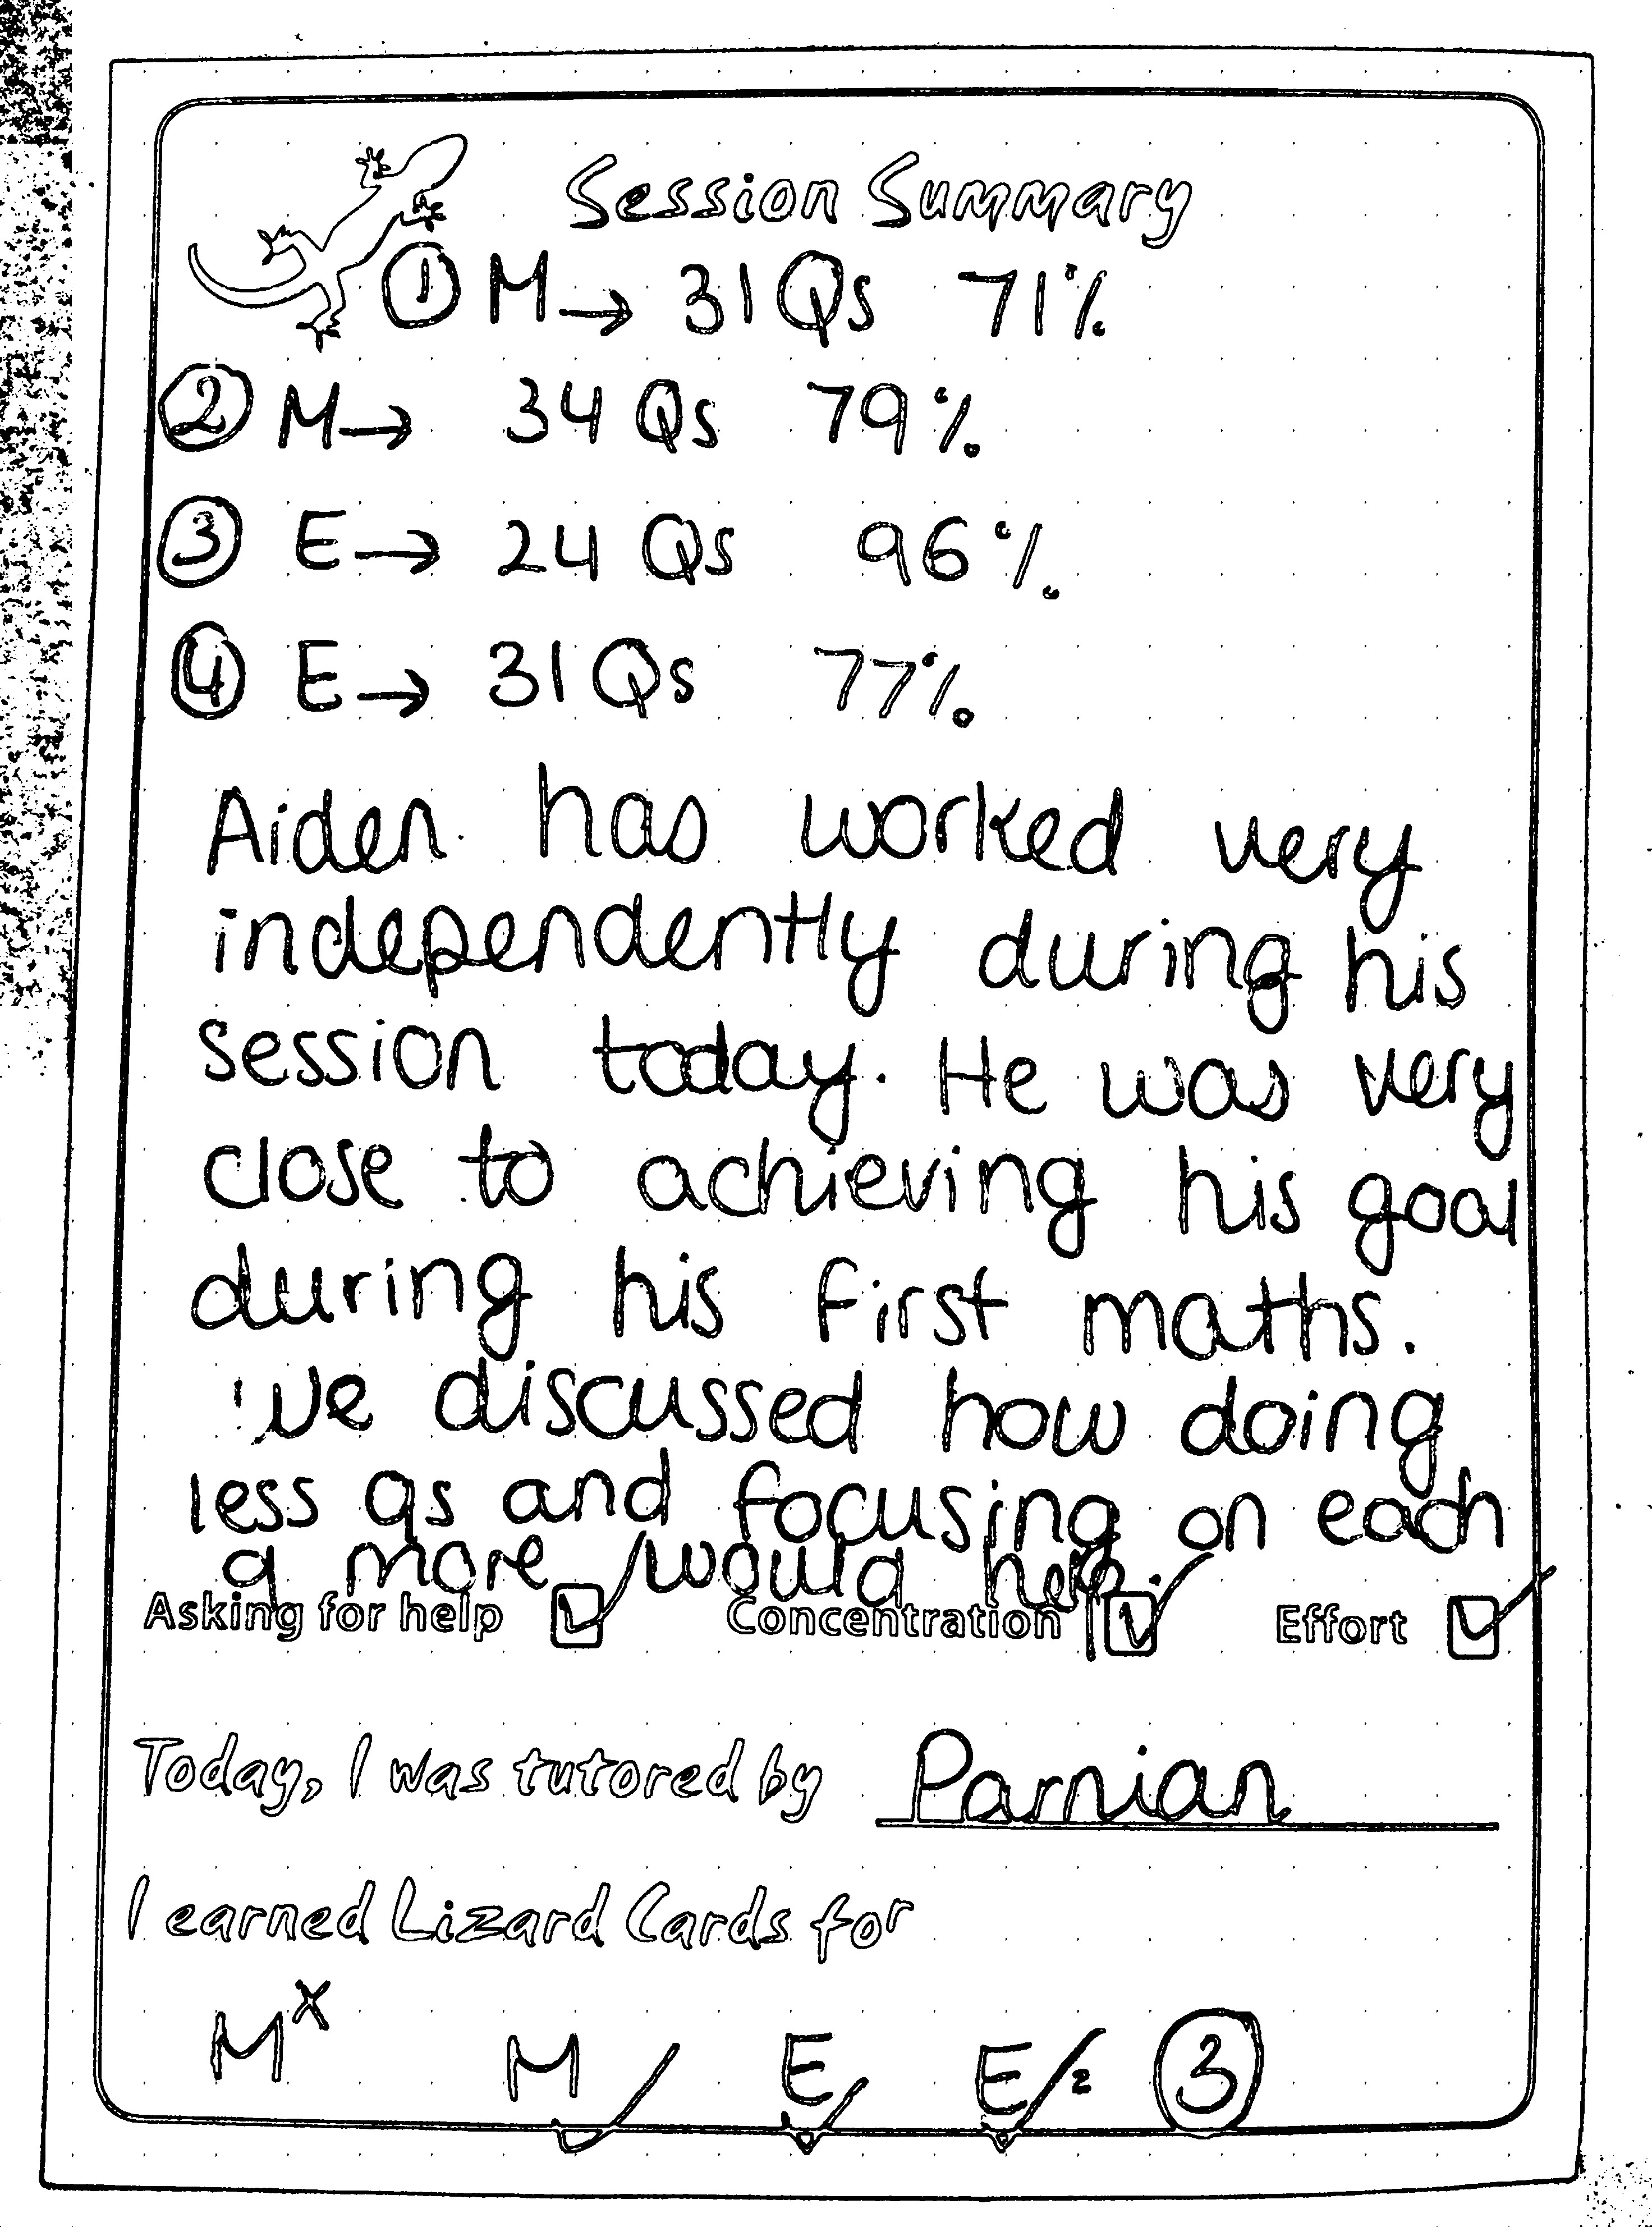 Session Summary
① M → 31 Qs 71%
② M → 34 Qs 79%
③ E → 24 Qs 96%
④ E → 31 Qs 77%
Aiden has worked very
independently during his
session today. He was very
close to achieving his goal
during his first maths.
We discussed how doing
less qs and focusing on each
q more would help.
Asking for help ☑ Concentration ☑ Effort ☑
Today, I was tutored by Parnian
I earned Lizard Cards for
M x M ✓ E ✓ E ✓ = ③